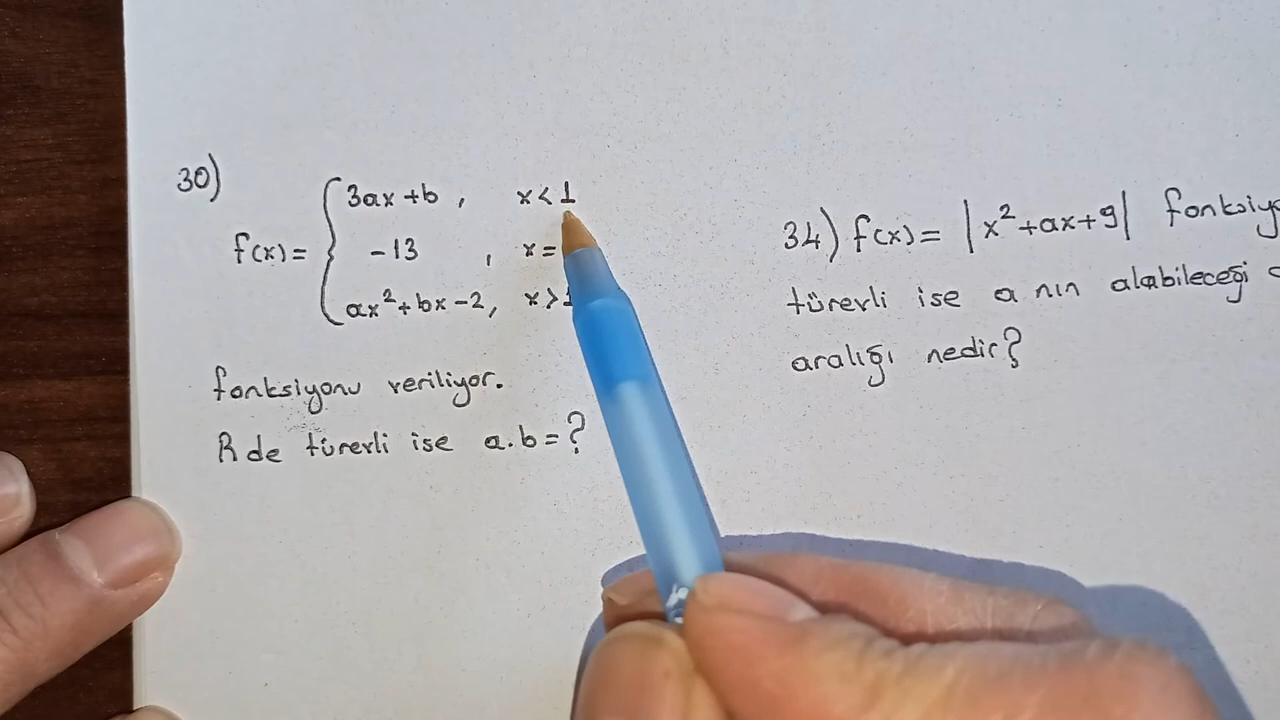 30)
f(x)= { 3ax+b , x<1
-13 , x=
ax²+bx-2, x>1
fonksiyonu veriliyor.
R de türevli ise a.b=?
34) f(x)= |x²+ax+9|
türevli ise a nın alabileceği
aralığı nedir?